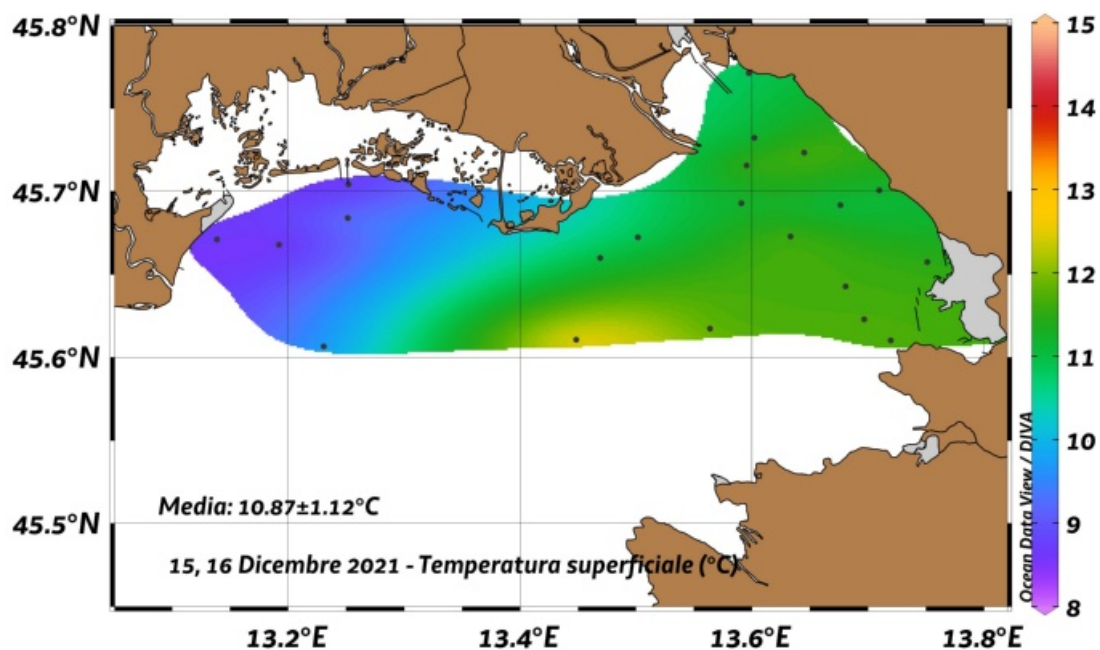 45.8°N
45.7°N
45.6°N
45.5°N
Media: 10.87±1.12°C
15, 16 Dicembre 2021 - Temperatura superficiale (°C)
13.2°E 13.4°E 13.6°E 13.8°E
Ocean Data View / DIVA
15
14
13
12
11
10
9
8